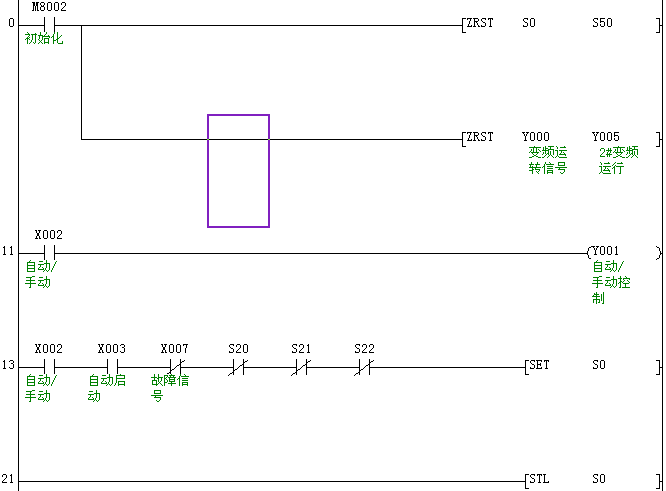 M8002
0 [ZRST S0 S50 ]
初始化
[ZRST Y000 Y005 ]
变频运 2#变频
转信号 运行
X002
11 (Y001 )
自动/ 自动/
手动 手动控
制
X002 X003 X007 S20 S21 S22
13 [SET S0 ]
自动/ 自动启 故障信
手动 动 号
21 [STL S0 ]